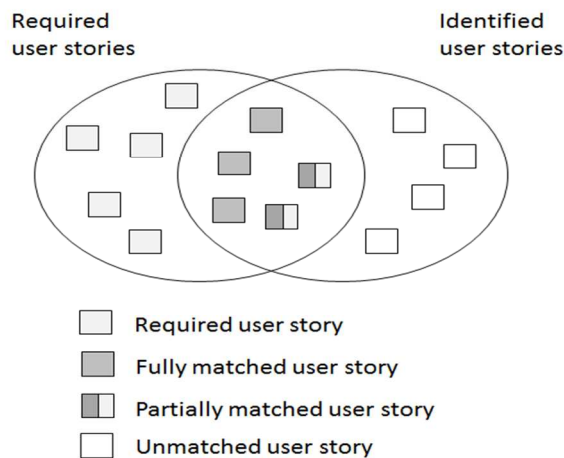 Required
user stories
Identified
user stories
Required user story
Fully matched user story
Partially matched user story
Unmatched user story